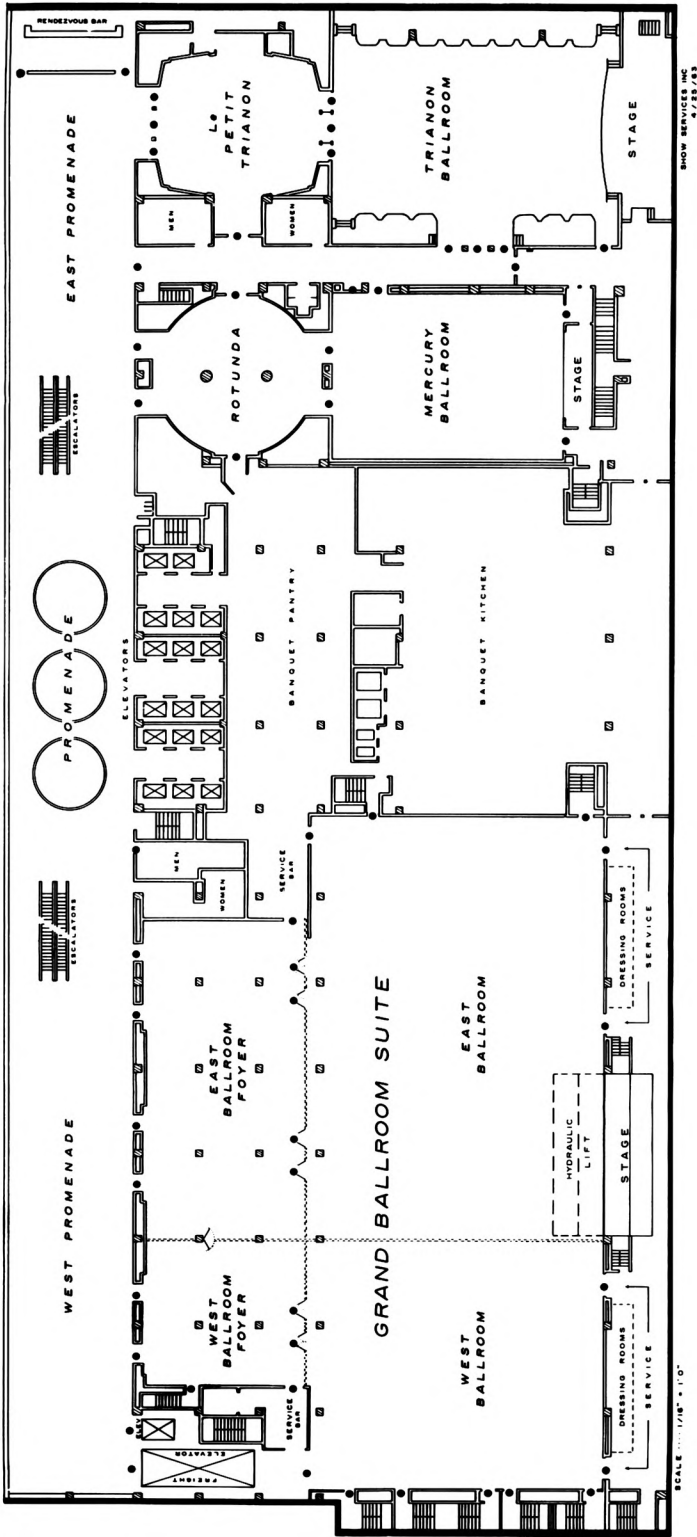 RENDEZVOUS BAR
EAST PROMENADE
ESCALATORS
PROMENADE
ELEVATORS
ESCALATORS
WEST PROMENADE
Le
PETIT
TRIANON
MEN
WOMEN
TRIANON
BALLROOM
STAGE
ROTUNDA
MERCURY
BALLROOM
STAGE
BANQUET PANTRY
BANQUET KITCHEN
MEN
WOMEN
SERVICE
BAR
EAST
BALLROOM
FOYER
WEST
BALLROOM
FOYER
GRAND BALLROOM SUITE
EAST
BALLROOM
WEST
BALLROOM
HYDRAULIC
LIFT
STAGE
DRESSING ROOMS
SERVICE
DRESSING ROOMS
SERVICE
SERVICE
BAR
ELEV
FREIGHT
ELEVATOR
SCALE ···· 1/16" = 1'0"
SHOW SERVICES INC
4/25/63